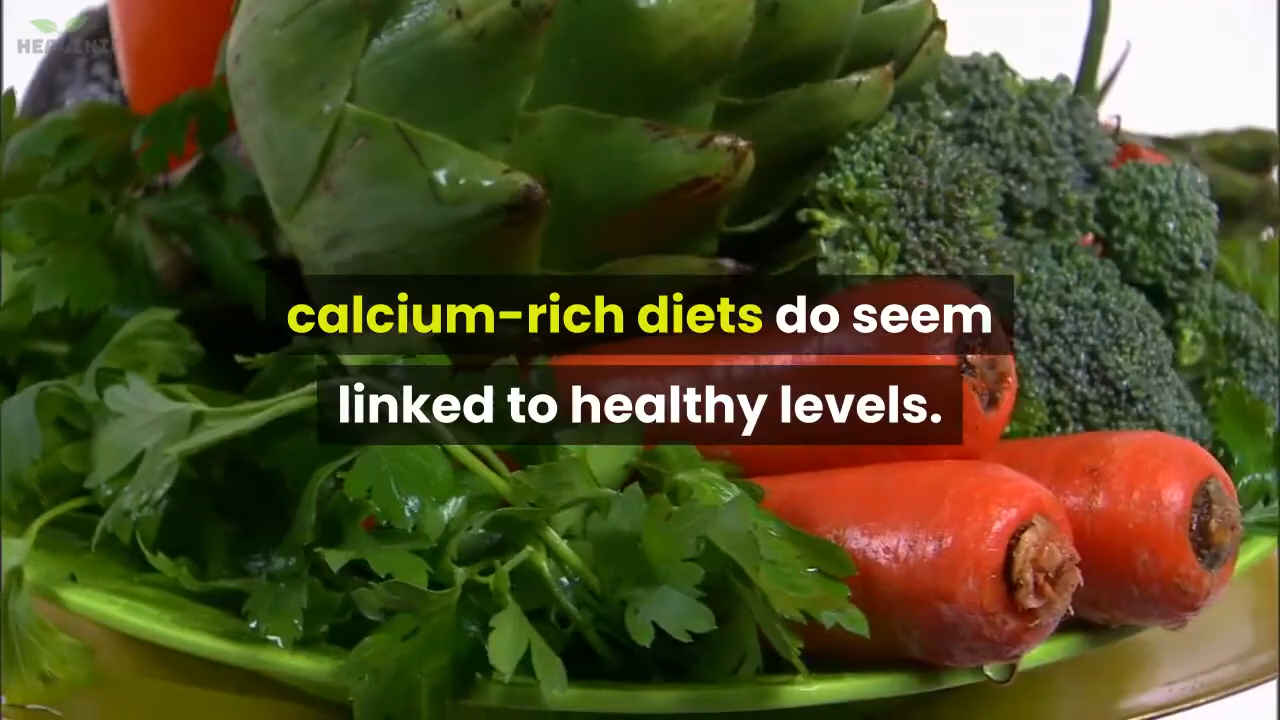 calcium-rich diets do seem
linked to healthy levels.